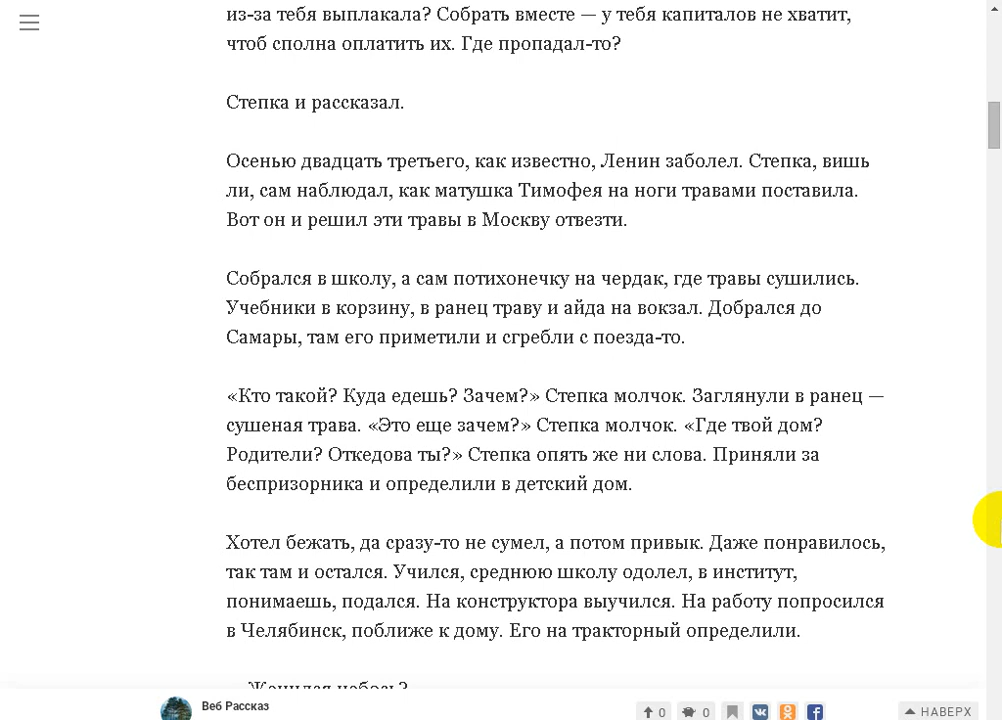 из-за тебя выплакала? Собрать вместе — у тебя капиталов не хватит,
чтоб сполна оплатить их. Где пропадал-то?
Степка и рассказал.
Осенью двадцать третьего, как известно, Ленин заболел. Степка, вишь
ли, сам наблюдал, как матушка Тимофея на ноги травами поставила.
Вот он и решил эти травы в Москву отвезти.
Собрался в школу, а сам потихонечку на чердак, где травы сушились.
Учебники в корзину, в ранец траву и айда на вокзал. Добрался до
Самары, там его приметили и сгребли с поезда-то.
«Кто такой? Куда едешь? Зачем?» Степка молчок. Заглянули в ранец —
сушеная трава. «Это еще зачем?» Степка молчок. «Где твой дом?
Родители? Откедова ты?» Степка опять же ни слова. Приняли за
беспризорника и определили в детский дом.
Хотел бежать, да сразу-то не сумел, а потом привык. Даже понравилось,
так там и остался. Учился, среднюю школу одолел, в институт,
понимаешь, подался. На конструктора выучился. На работу попросился
в Челябинск, поближе к дому. Его на тракторный определили.
Веб Рассказ
0
0
НАВЕРХ